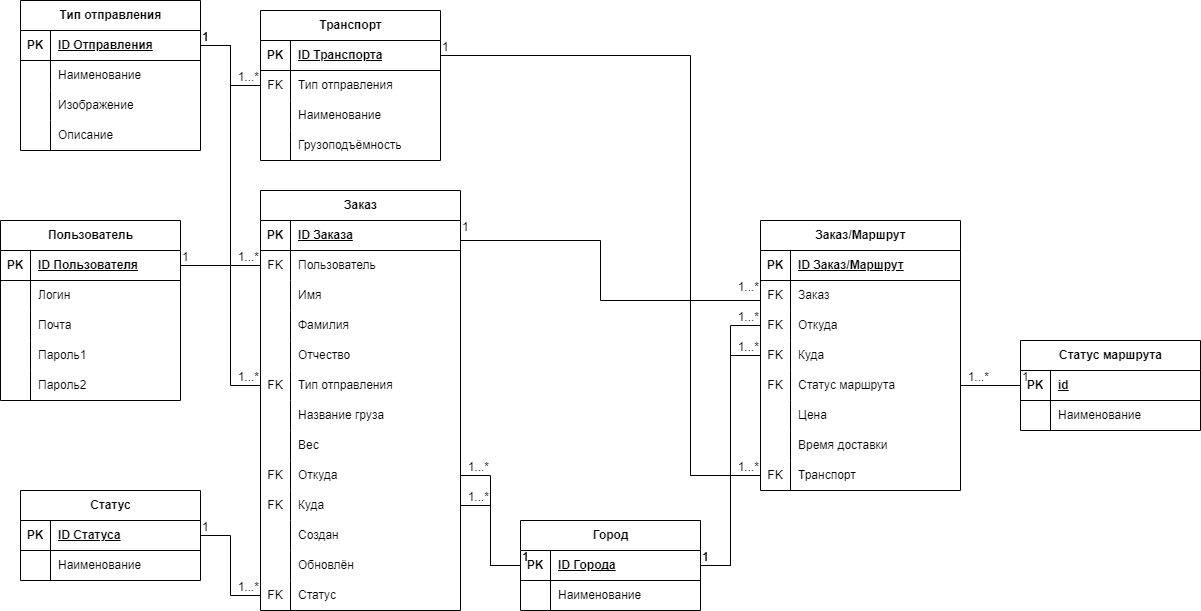 Тип отправления
PK ID Отправления
Наименование
Изображение
Описание
1
1...*
Транспорт
PK ID Транспорта
FK Тип отправления
Наименование
Грузоподъёмность
1
Пользователь
PK ID Пользователя
Логин
Почта
Пароль1
Пароль2
1
1...*
1...*
Заказ
PK ID Заказа
FK Пользователь
Имя
Фамилия
Отчество
FK Тип отправления
Название груза
Вес
FK Откуда
FK Куда
Создан
Обновлён
FK Статус
1
1...*
1...*
Статус
PK ID Статуса
Наименование
1
1...*
Город
1 PK ID Города
Наименование
1
Заказ/Маршрут
PK ID Заказ/Маршрут
1...* FK Заказ
1...* FK Откуда
1...* FK Куда
FK Статус маршрута
Цена
Время доставки
1...* FK Транспорт
1...*
Статус маршрута
1 PK id
Наименование